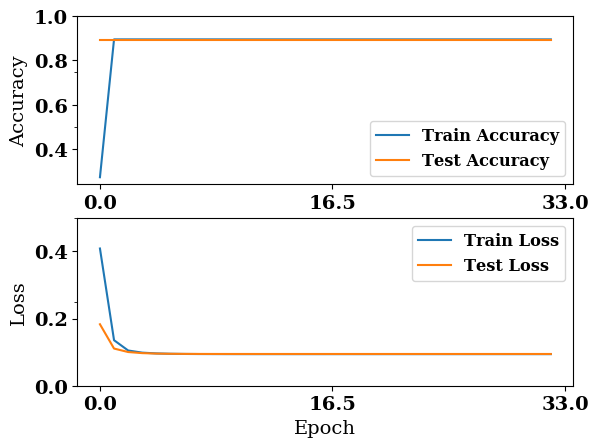 Accuracy
1.0
0.8
0.6
0.4
Train Accuracy
Test Accuracy
0.0 16.5 33.0
Loss
0.4
0.2
0.0
Train Loss
Test Loss
0.0 16.5 33.0
Epoch